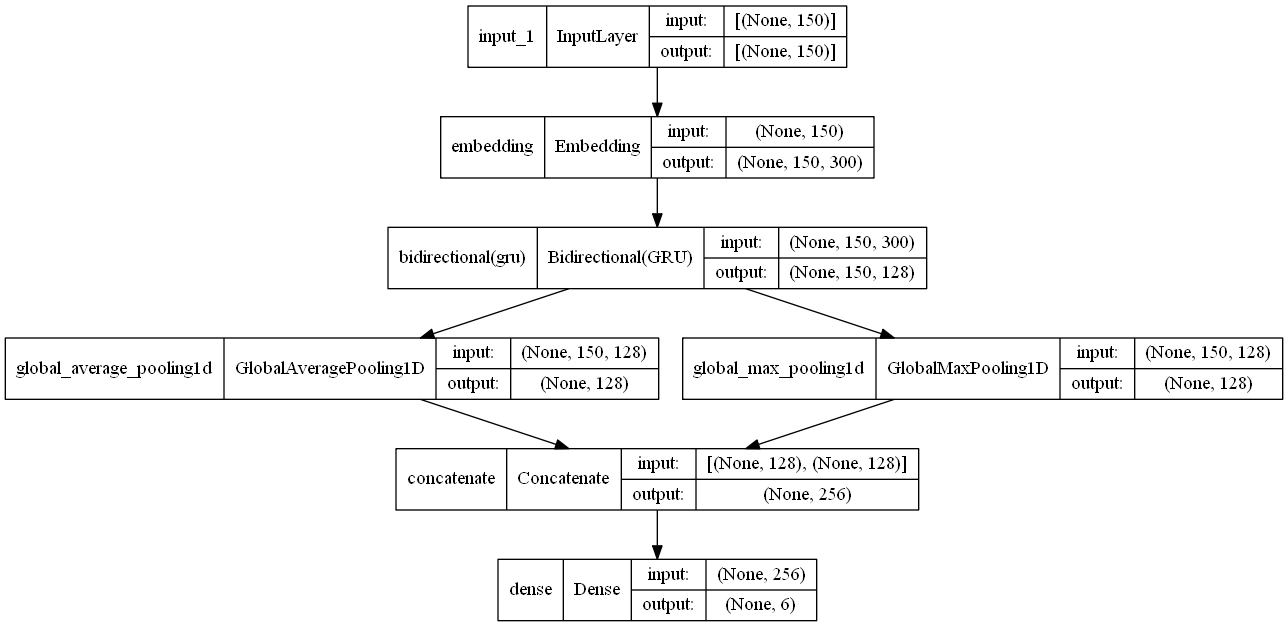 input_1 InputLayer input: [(None, 150)]
output: [(None, 150)]
embedding Embedding input: (None, 150)
output: (None, 150, 300)
bidirectional(gru) Bidirectional(GRU) input: (None, 150, 300)
output: (None, 150, 128)
global_average_pooling1d GlobalAveragePooling1D input: (None, 150, 128)
output: (None, 128)
global_max_pooling1d GlobalMaxPooling1D input: (None, 150, 128)
output: (None, 128)
concatenate Concatenate input: [(None, 128), (None, 128)]
output: (None, 256)
dense Dense input: (None, 256)
output: (None, 6)